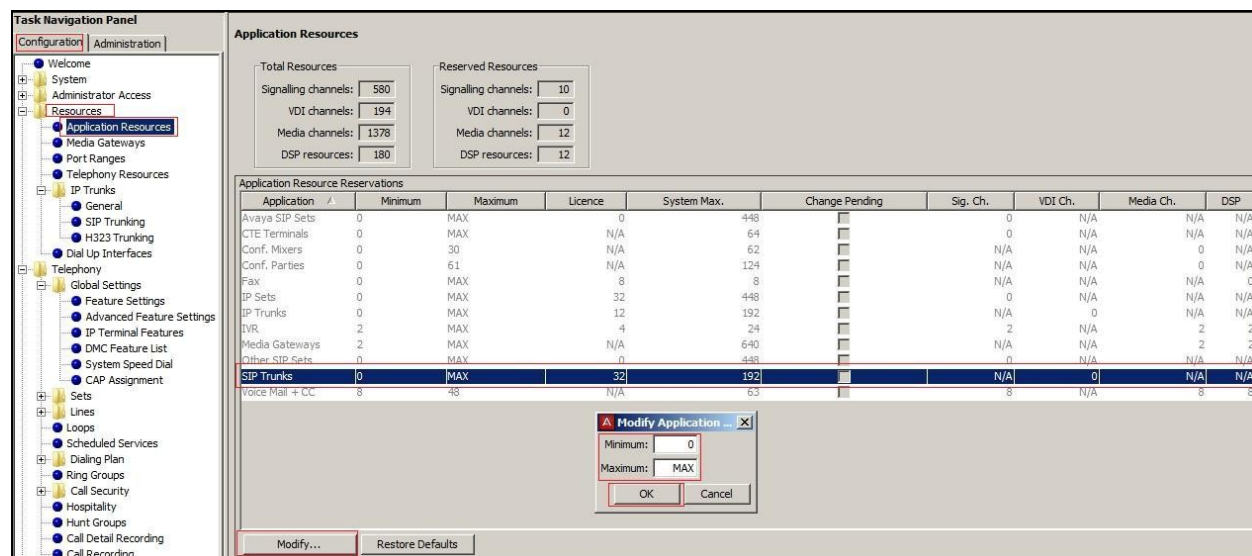 Task Navigation Panel
Configuration Administration
Welcome
System
Administrator Access
Resources
Application Resources
Media Gateways
Port Ranges
Telephony Resources
IP Trunks
General
SIP Trunking
H323 Trunking
Dial Up Interfaces
Telephony
Global Settings
Feature Settings
Advanced Feature Settings
IP Terminal Features
DMC Feature List
System Speed Dial
CAP Assignment
Sets
Lines
Loops
Scheduled Services
Dialing Plan
Ring Groups
Call Security
Hospitality
Hunt Groups
Call Detail Recording
Call Recording
Application Resources
Total Resources
Signalling channels: 580
VDI channels: 194
Media channels: 1378
DSP resources: 180
Reserved Resources
Signalling channels: 10
VDI channels: 0
Media channels: 12
DSP resources: 12
Application Resource Reservations
Application Minimum Maximum Licence System Max. Change Pending Sig. Ch. VDI Ch. Media Ch. DSP
Avaya SIP Sets 0 MAX 0 448 0 N/A N/A N/A
CTE Terminals 0 MAX N/A 64 0 N/A N/A N/A
Conf. Mixers 0 30 N/A 62 N/A N/A 0
Conf. Parties 0 61 N/A 124 N/A N/A 0 N/A
Fax 0 MAX 8 8 N/A N/A N/A 0
IP Sets 0 MAX 32 448 0 N/A N/A N/A
IP Trunks 0 MAX 12 192 N/A 0 N/A N/A
IVR 2 MAX 4 24 2 N/A 2 2
Media Gateways 2 MAX N/A 640 N/A N/A 2 2
Other SIP Sets 0 MAX 0 448 0 N/A N/A N/A
SIP Trunks 0 MAX 32 192 N/A 0 N/A N/A
Voice Mail + CC 8 48 N/A 63 8 N/A 8 8
Modify Application ...
Minimum: 0
Maximum: MAX
OK Cancel
Modify... Restore Defaults